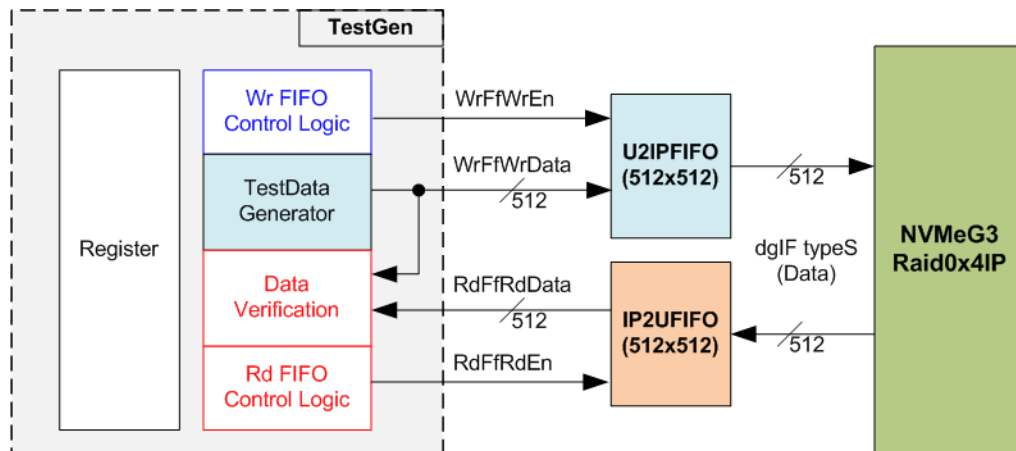 TestGen
Register
Wr FIFO
Control Logic
TestData
Generator
Data
Verification
Rd FIFO
Control Logic
WrFfWrEn
WrFfWrData
512
RdFfRdData
512
RdFfRdEn
U2IPFIFO
(512x512)
IP2UFIFO
(512x512)
512
dgIF typeS
(Data)
512
NVMeG3
Raid0x4IP